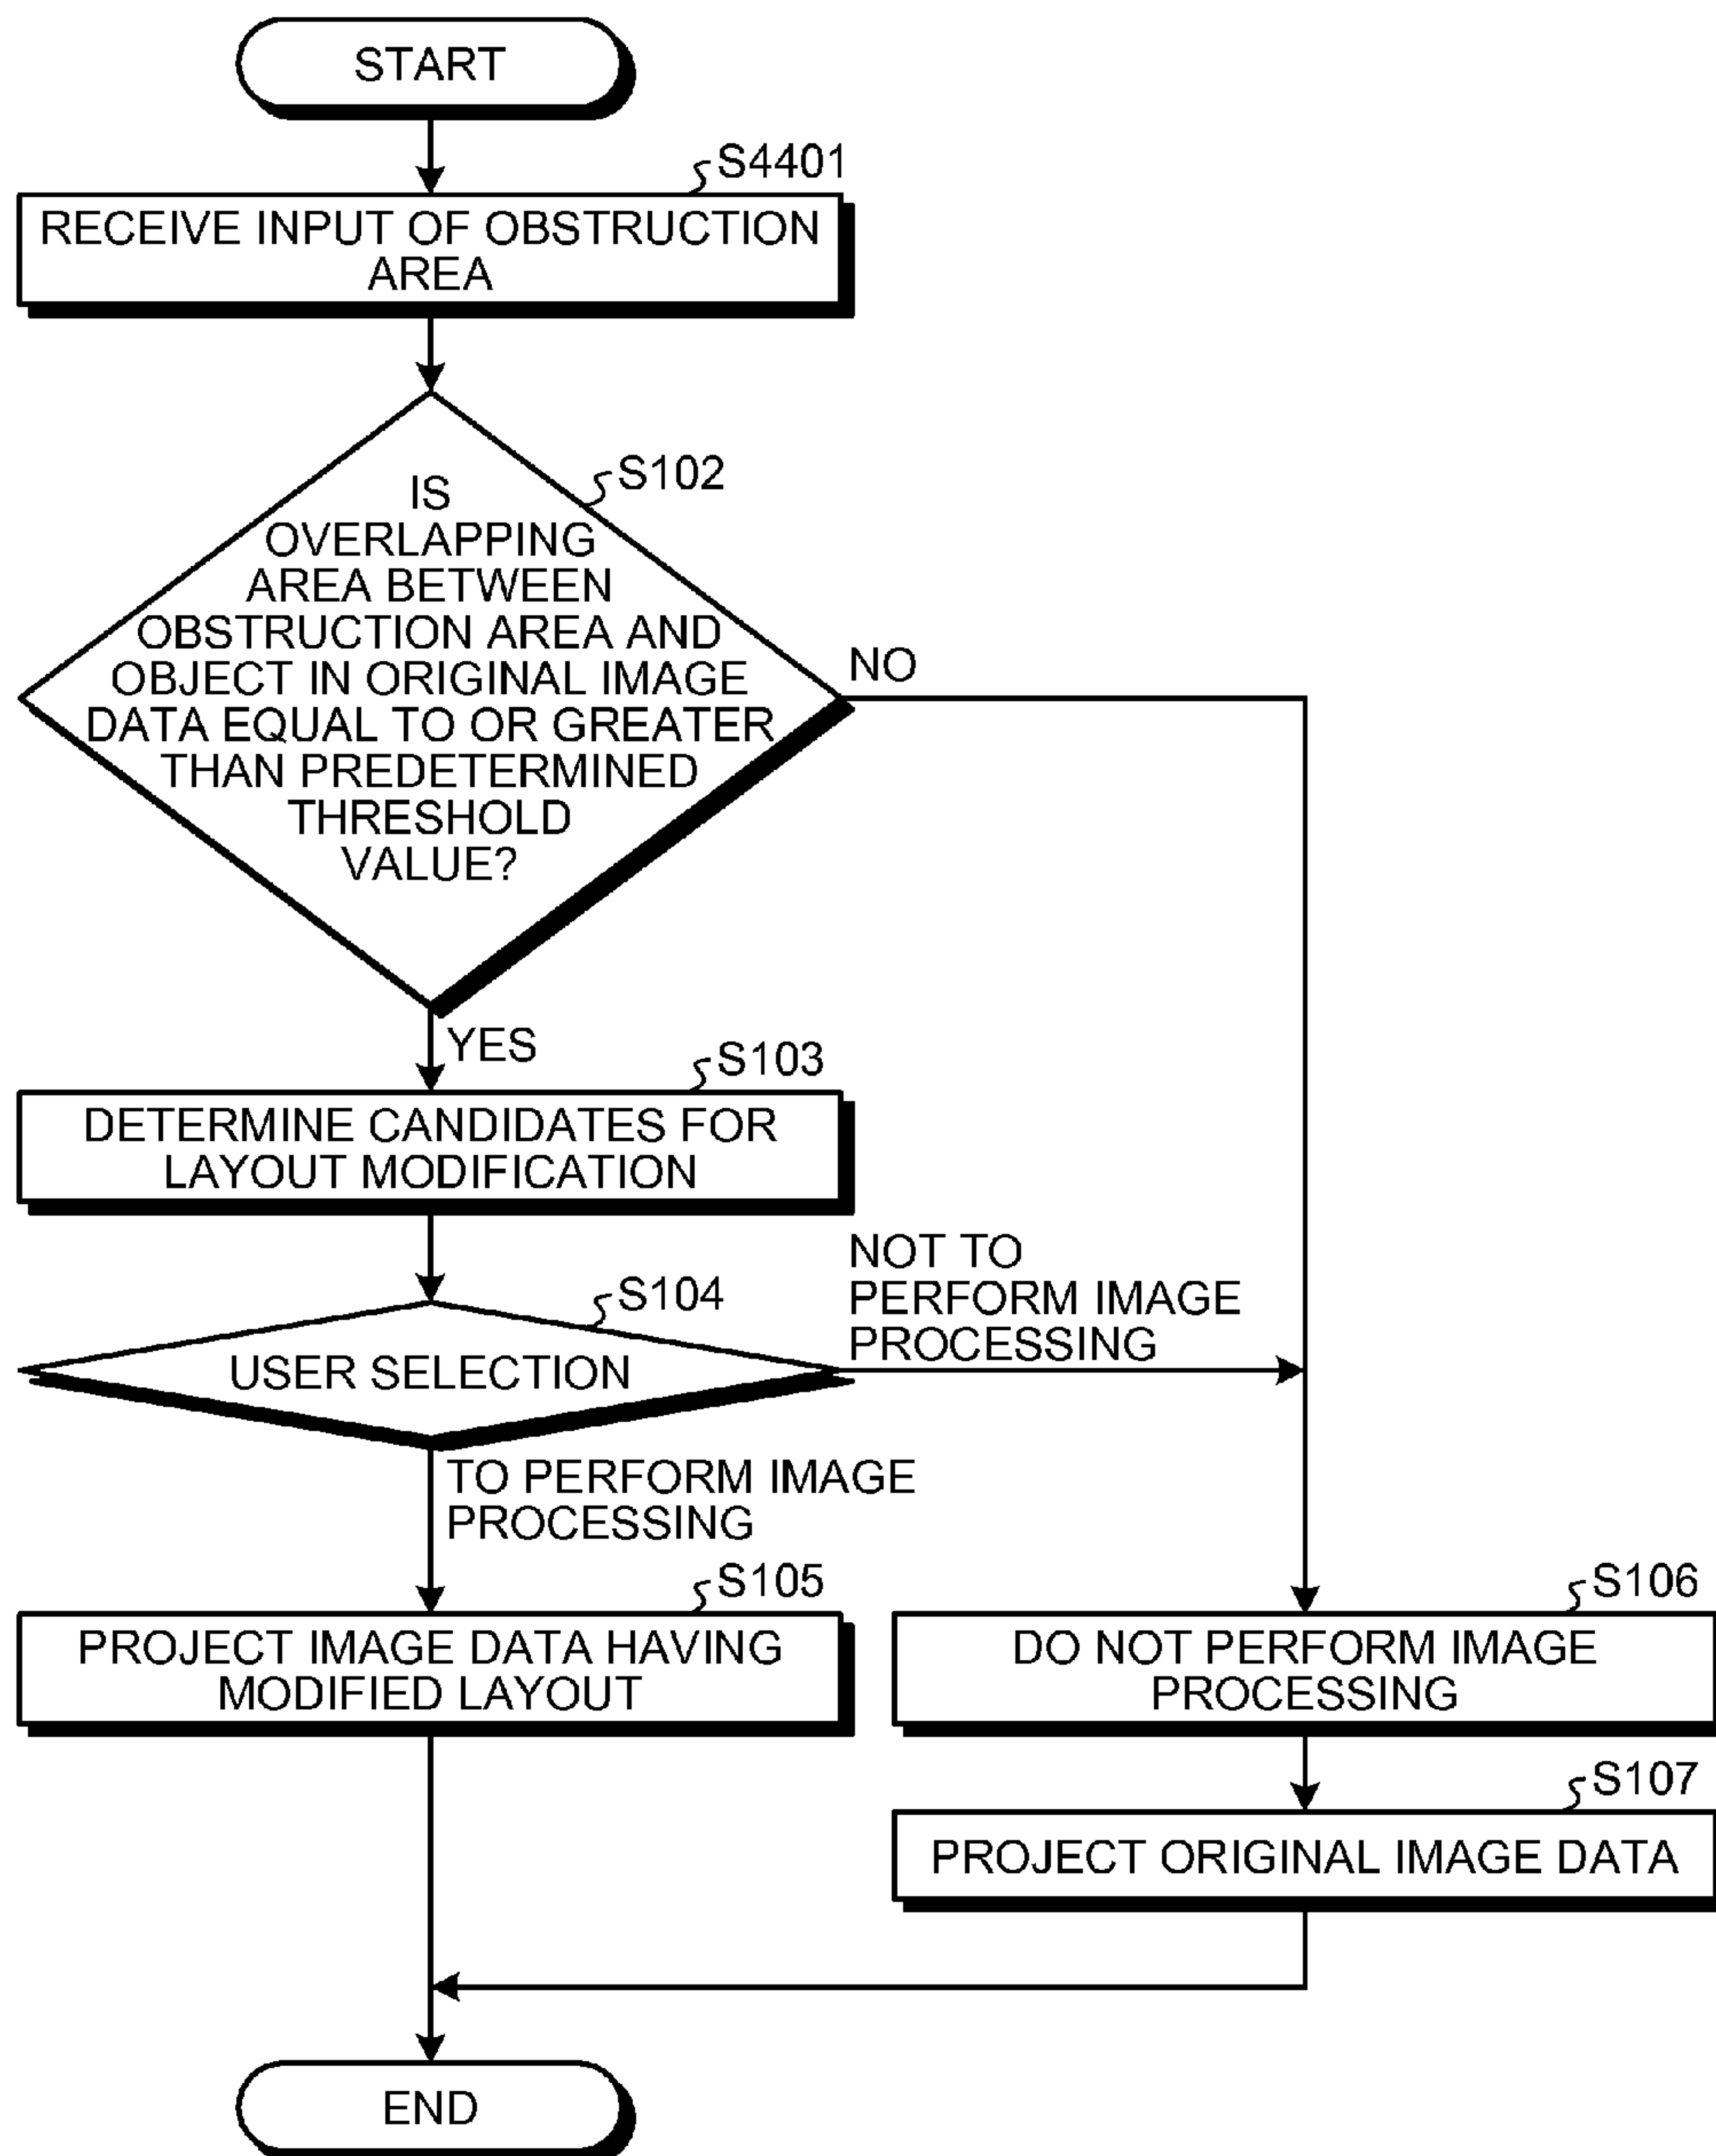 START
S4401
RECEIVE INPUT OF OBSTRUCTION
AREA
S102
IS
OVERLAPPING
AREA BETWEEN
OBSTRUCTION AREA AND
OBJECT IN ORIGINAL IMAGE
DATA EQUAL TO OR GREATER
THAN PREDETERMINED
THRESHOLD
VALUE?
NO
YES
S103
DETERMINE CANDIDATES FOR
LAYOUT MODIFICATION
S104
USER SELECTION
NOT TO
PERFORM IMAGE
PROCESSING
TO PERFORM IMAGE
PROCESSING
S105
PROJECT IMAGE DATA HAVING
MODIFIED LAYOUT
S106
DO NOT PERFORM IMAGE
PROCESSING
S107
PROJECT ORIGINAL IMAGE DATA
END